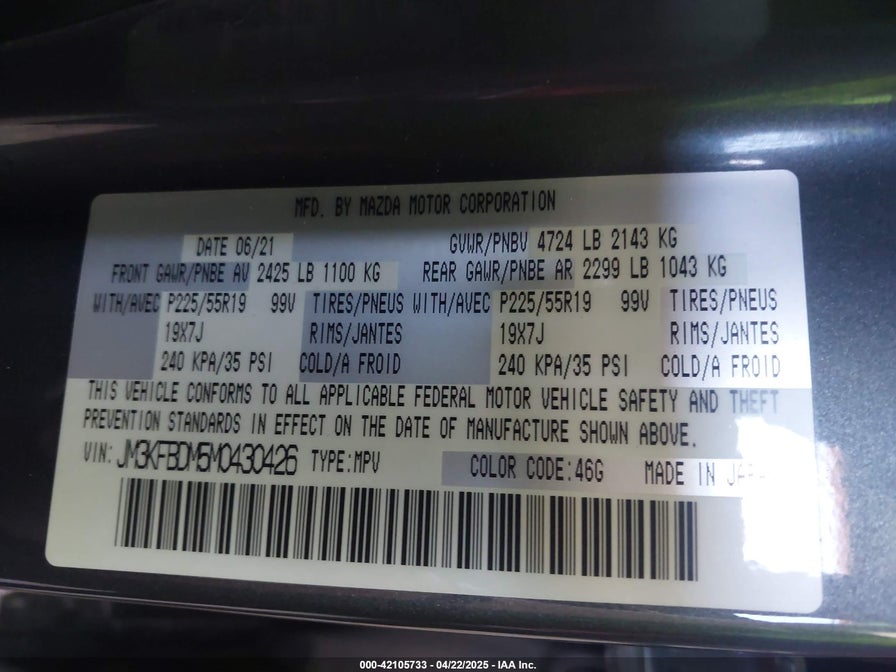 MFD. BY MAZDA MOTOR CORPORATION
DATE 06/21 GVWR/PNBV 4724 LB 2143 KG
FRONT GAWR/PNBE AV 2425 LB 1100 KG REAR GAWR/PNBE AR 2299 LB 1043 KG
WITH/AVEC P225/55R19 99V TIRES/PNEUS WITH/AVEC P225/55R19 99V TIRES/PNEUS
19X7J RIMS/JANTES 19X7J RIMS/JANTES
240 KPA/35 PSI COLD/A FROID 240 KPA/35 PSI COLD/A FROID
THIS VEHICLE CONFORMS TO ALL APPLICABLE FEDERAL MOTOR VEHICLE SAFETY AND THEFT
PREVENTION STANDARDS IN EFFECT ON THE DATE OF MANUFACTURE SHOWN ABOVE.
VIN: JM3KFBDM5M0430426 TYPE:MPV COLOR CODE:46G MADE IN
000-42105733 - 04/22/2025 - IAA Inc.